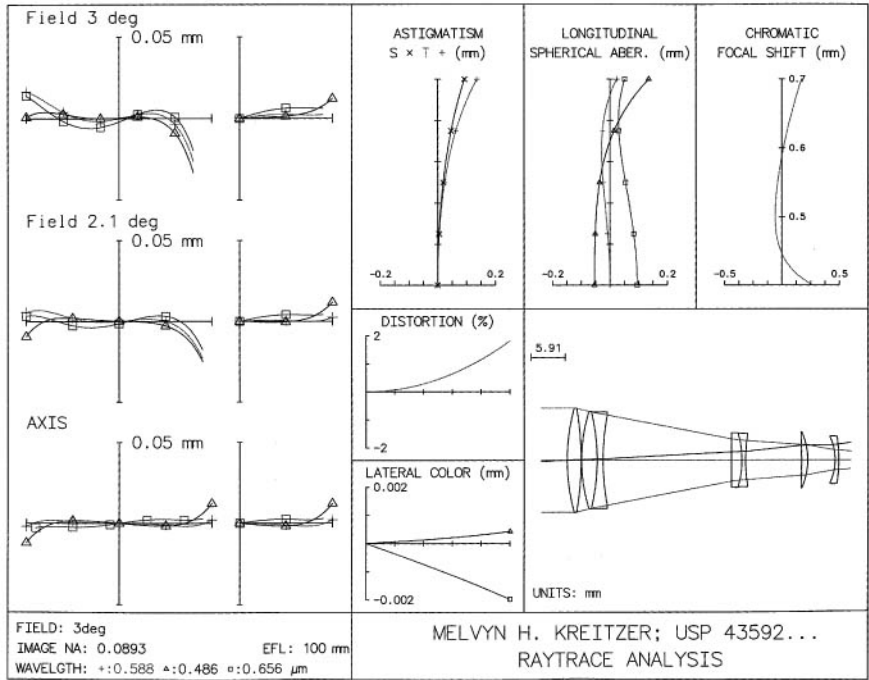 Field 3 deg
0.05 mm
Field 2.1 deg
0.05 mm
AXIS
0.05 mm
ASTIGMATISM
S × T + (mm)
-0.2
0.2
LONGITUDINAL
SPHERICAL ABER. (mm)
-0.2
0.2
CHROMATIC
FOCAL SHIFT (mm)
0.7
0.6
0.5
-0.5
0.5
DISTORTION (%)
2
-2
LATERAL COLOR (mm)
0.002
-0.002
5.91
UNITS: mm
FIELD: 3deg
IMAGE NA: 0.0893 EFL: 100 mm
WAVELGTH: +:0.588 ▵:0.486 ▫:0.656 µm
MELVYN H. KREITZER; USP 43592...
RAYTRACE ANALYSIS